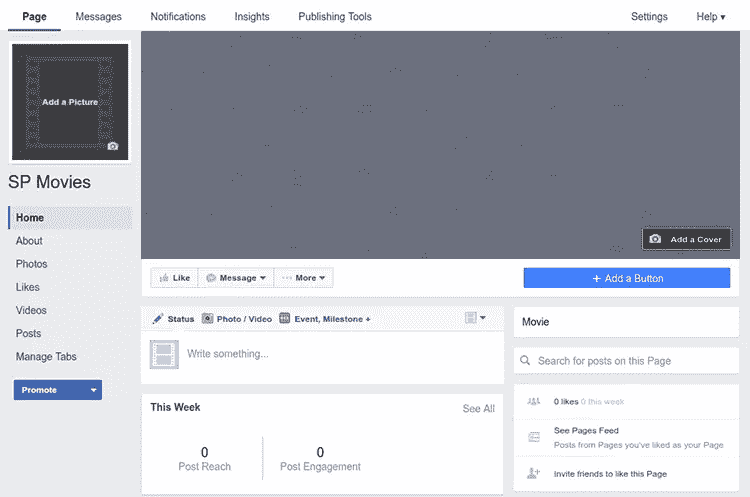 Page Messages Notifications Insights Publishing Tools Settings Help
Add a Picture
SP Movies
Home
About
Photos
Likes
Videos
Posts
Manage Tabs
Promote
Add a Cover
Like Message More
+ Add a Button
Status Photo / Video Event, Milestone +
Write something...
This Week See All
0 0
Post Reach Post Engagement
Movie
Search for posts on this Page
0 likes 0 this week
See Pages Feed
Posts from Pages you've liked as your Page
Invite friends to like this Page